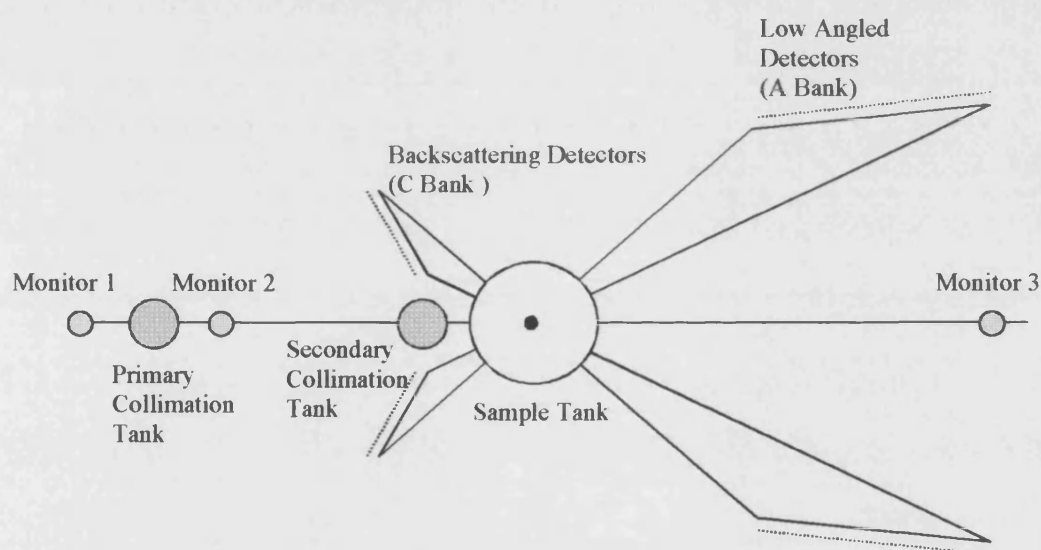 Low Angled
Detectors
(A Bank)
Backscattering Detectors
(C Bank )
Monitor 1
Monitor 2
Monitor 3
Primary
Collimation
Tank
Secondary
Collimation
Tank
Sample Tank